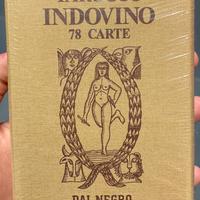 TAROCCO
INDOVINO
78 CARTE
DAL NEGRO